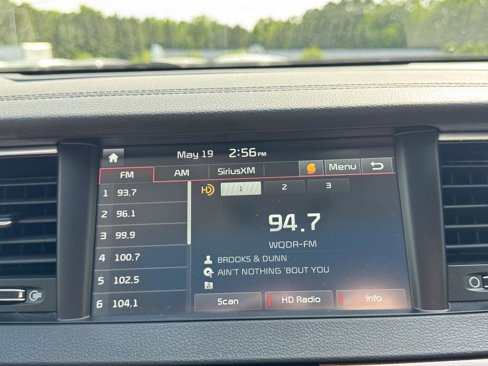 May 19 2:56 PM
FM AM SiriusXM Menu
HD 1 2 3
1 93.7
2 96.1
3 99.9
4 100.7
5 102.5
6 104.1
94.7
WQDR-FM
BROOKS & DUNN
AIN'T NOTHING 'BOUT YOU
Scan HD Radio Info